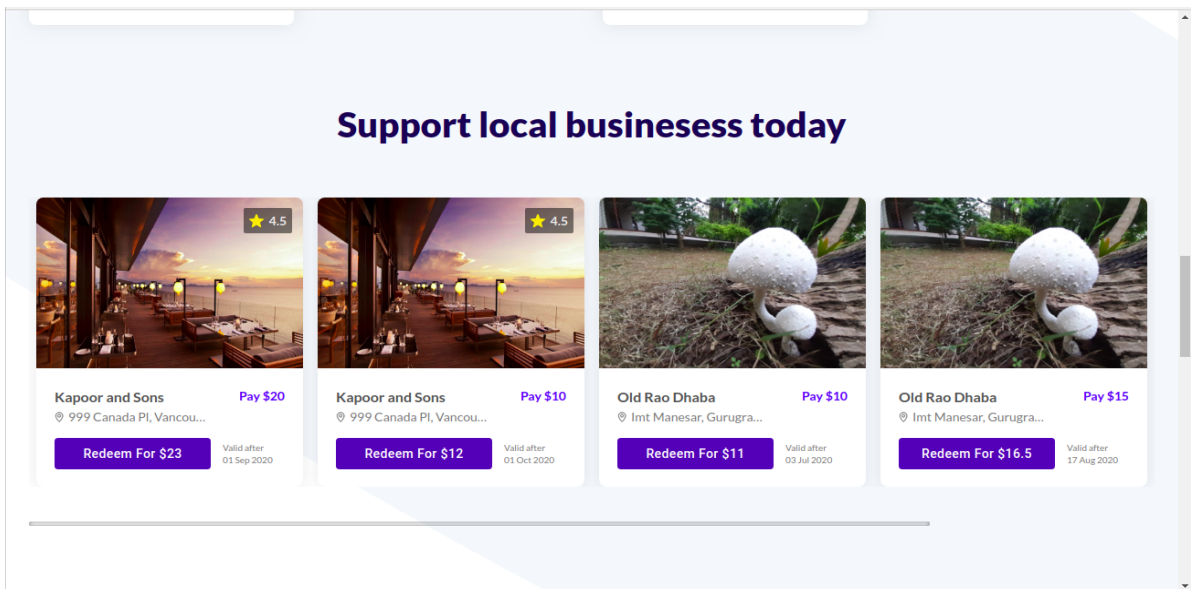 Support local businesess today
4.5
4.5
Kapoor and Sons
Pay $20
999 Canada Pl, Vancou...
Redeem For $23
Valid after
01 Sep 2020
Kapoor and Sons
Pay $10
999 Canada Pl, Vancou...
Redeem For $12
Valid after
01 Oct 2020
Old Rao Dhaba
Pay $10
Imt Manesar, Gurugra...
Redeem For $11
Valid after
03 Jul 2020
Old Rao Dhaba
Pay $15
Imt Manesar, Gurugra...
Redeem For $16.5
Valid after
17 Aug 2020